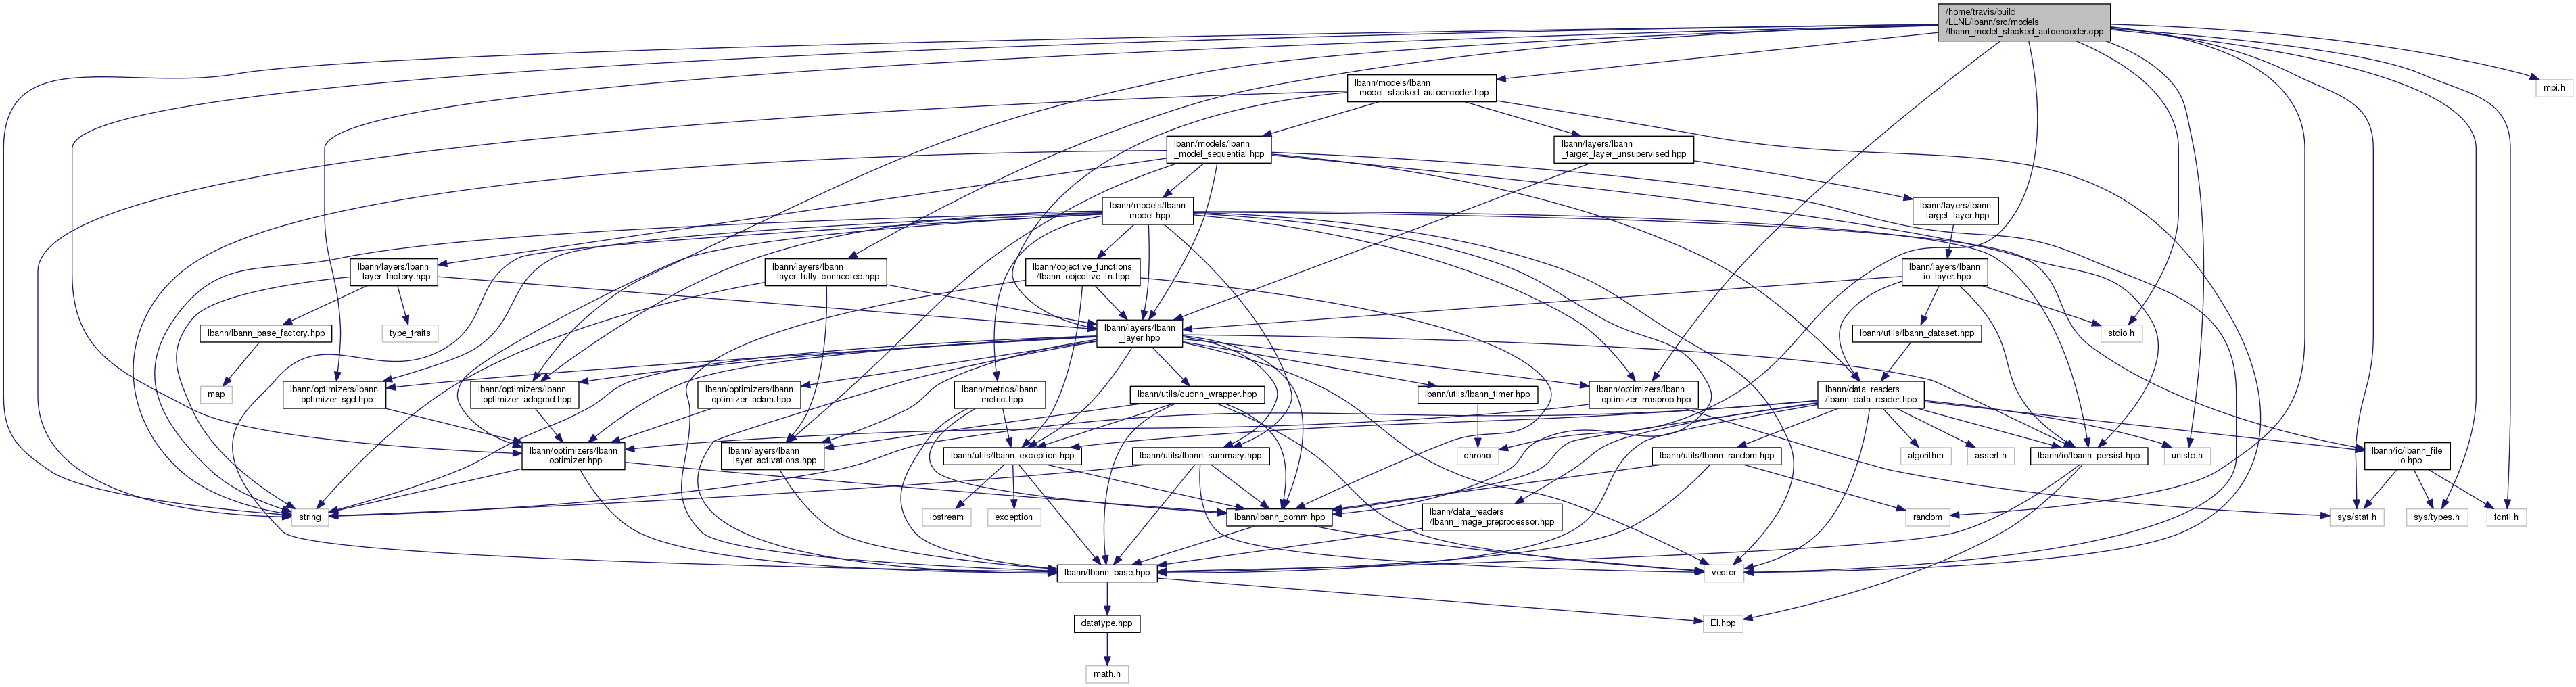 /home/travis/build
/LLNL/lbann/src/models
/lbann_model_stacked_autoencoder.cpp
lbann/models/lbann
_model_stacked_autoencoder.hpp
mpi.h
lbann/models/lbann
_model_sequential.hpp
lbann/layers/lbann
_target_layer_unsupervised.hpp
lbann/models/lbann
_model.hpp
lbann/layers/lbann
_target_layer.hpp
lbann/layers/lbann
_layer_factory.hpp
lbann/layers/lbann
_layer_fully_connected.hpp
lbann/objective_functions
/lbann_objective_fn.hpp
lbann/layers/lbann
_io_layer.hpp
lbann/lbann_base_factory.hpp
type_traits
lbann/layers/lbann
_layer.hpp
lbann/utils/lbann_dataset.hpp
stdio.h
map
lbann/optimizers/lbann
_optimizer_sgd.hpp
lbann/optimizers/lbann
_optimizer_adagrad.hpp
lbann/optimizers/lbann
_optimizer_adam.hpp
lbann/metrics/lbann
_metric.hpp
lbann/utils/cudnn_wrapper.hpp
lbann/utils/lbann_timer.hpp
lbann/optimizers/lbann
_optimizer_rmsprop.hpp
lbann/data_readers
/lbann_data_reader.hpp
lbann/optimizers/lbann
_optimizer.hpp
lbann/layers/lbann
_layer_activations.hpp
lbann/utils/lbann_exception.hpp
lbann/utils/lbann_summary.hpp
chrono
lbann/utils/lbann_random.hpp
algorithm
assert.h
lbann/io/lbann_persist.hpp
unistd.h
lbann/io/lbann_file
_io.hpp
string
iostream
exception
lbann/lbann_comm.hpp
lbann/data_readers
/lbann_image_preprocessor.hpp
random
sys/stat.h
sys/types.h
fcntl.h
lbann/lbann_base.hpp
vector
datatype.hpp
El.hpp
math.h